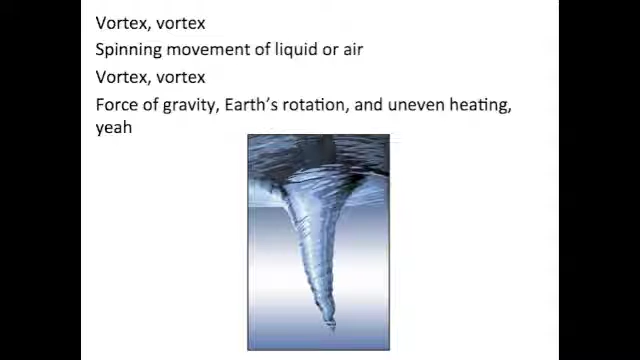 Vortex, vortex
Spinning movement of liquid or air
Vortex, vortex
Force of gravity, Earth’s rotation, and uneven heating,
yeah